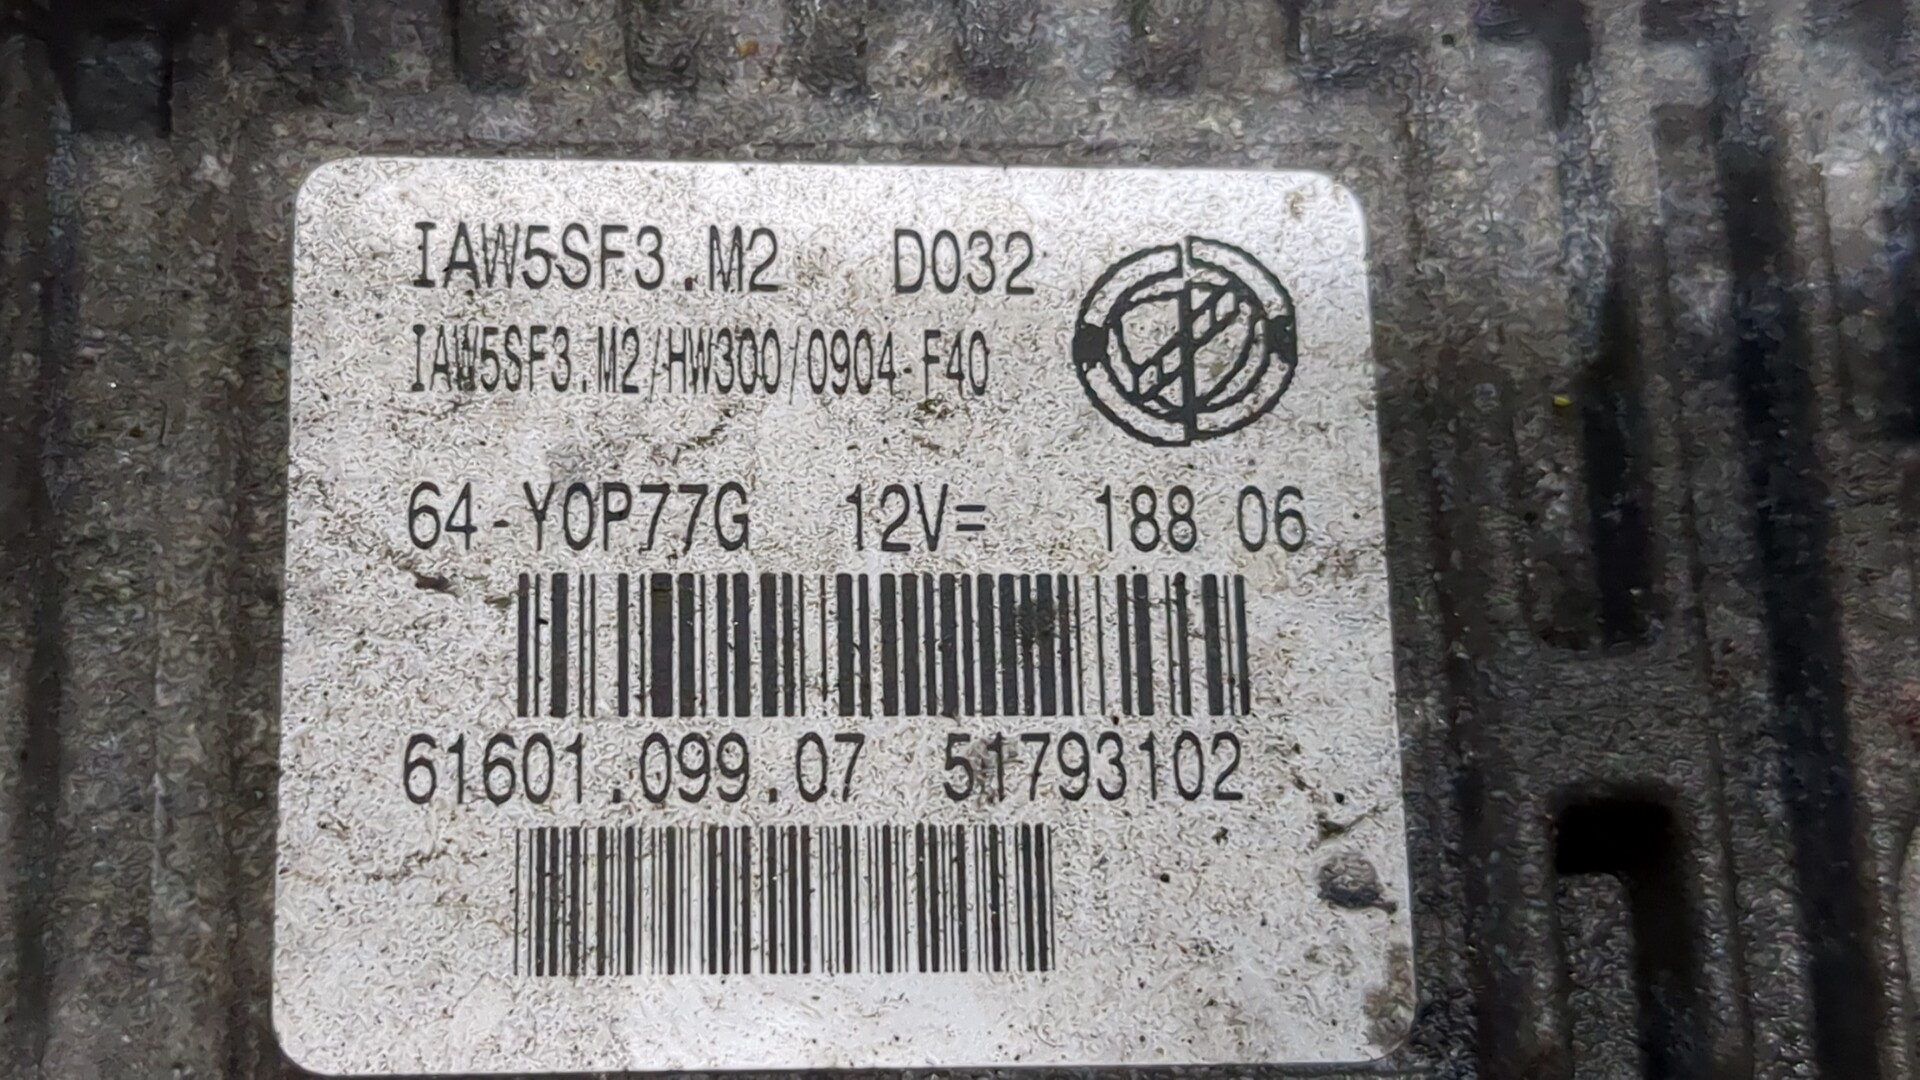 IAW5SF3.M2 D032
IAW5SF3.M2/HW300/0904-F40
64-Y0P77G 12V= 188 06
61601.099.07 51793102